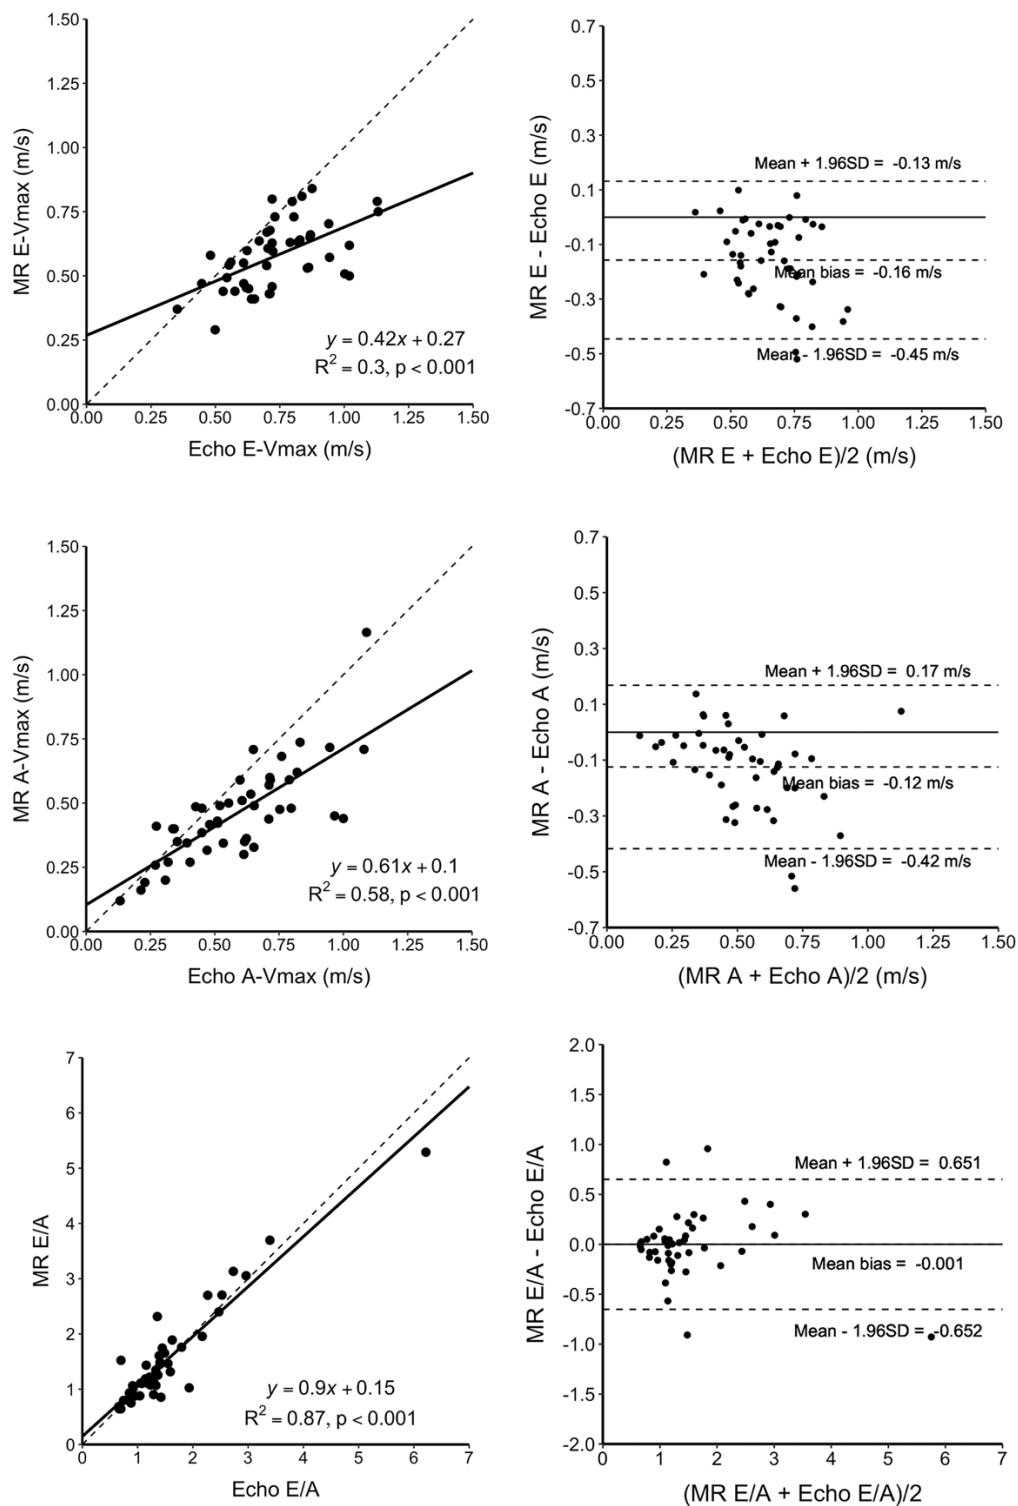 1.50
1.25
1.00
0.75
0.50
0.25
0.00
MR E-Vmax (m/s)
y = 0.42x + 0.27
R² = 0.3, p < 0.001
0.00 0.25 0.50 0.75 1.00 1.25 1.50
Echo E-Vmax (m/s)
0.7
0.5
0.3
0.1
-0.1
-0.3
-0.5
-0.7
MR E - Echo E (m/s)
Mean + 1.96SD = -0.13 m/s
Mean bias = -0.16 m/s
Mean - 1.96SD = -0.45 m/s
0.00 0.25 0.50 0.75 1.00 1.25 1.50
(MR E + Echo E)/2 (m/s)
1.50
1.25
1.00
0.75
0.50
0.25
0.00
MR A-Vmax (m/s)
y = 0.61x + 0.1
R² = 0.58, p < 0.001
0.00 0.25 0.50 0.75 1.00 1.25 1.50
Echo A-Vmax (m/s)
0.7
0.5
0.3
0.1
-0.1
-0.3
-0.5
-0.7
MR A - Echo A (m/s)
Mean + 1.96SD = 0.17 m/s
Mean bias = -0.12 m/s
Mean - 1.96SD = -0.42 m/s
0.00 0.25 0.50 0.75 1.00 1.25 1.50
(MR A + Echo A)/2 (m/s)
7
6
5
4
3
2
1
0
MR E/A
y = 0.9x + 0.15
R² = 0.87, p < 0.001
0 1 2 3 4 5 6 7
Echo E/A
2.0
1.5
1.0
0.5
0.0
-0.5
-1.0
-1.5
-2.0
MR E/A - Echo E/A
Mean + 1.96SD = 0.651
Mean bias = -0.001
Mean - 1.96SD = -0.652
0 1 2 3 4 5 6 7
(MR E/A + Echo E/A)/2